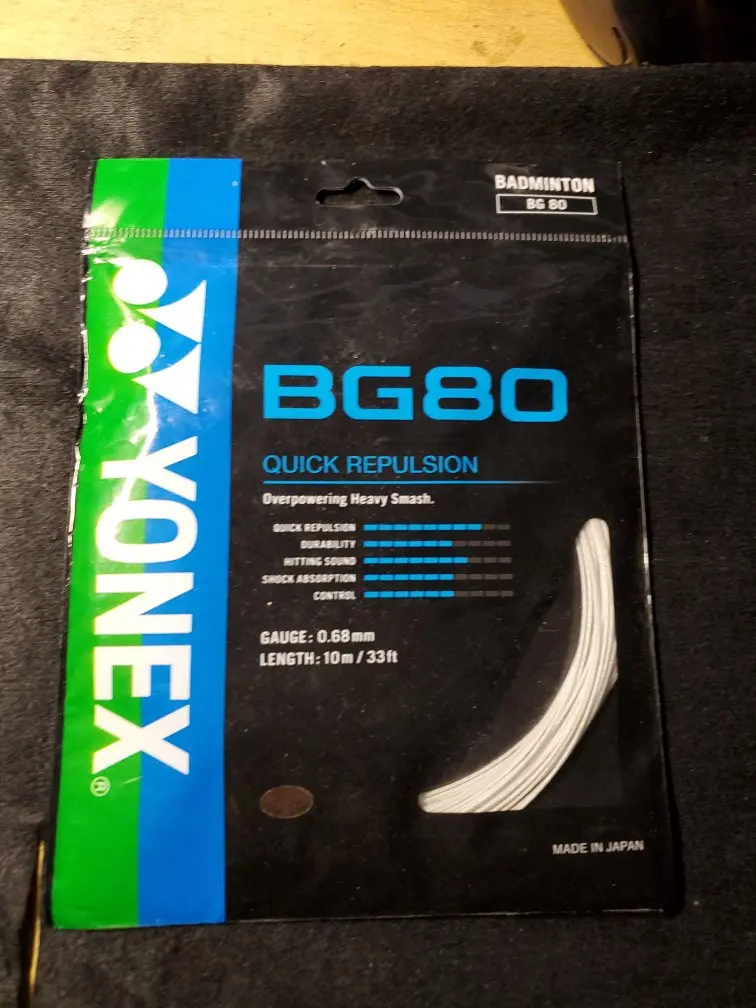 BADMINTON
BG 80
YONEX®
BG80
QUICK REPULSION
Overpowering Heavy Smash.
QUICK REPULSION
DURABILITY
HITTING SOUND
SHOCK ABSORPTION
CONTROL
GAUGE: 0.68mm
LENGTH: 10m / 33ft
MADE IN JAPAN